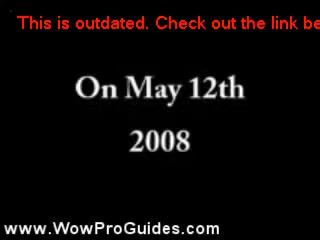 This is outdated. Check out the link be
On May 12th
2008
www.WowProGuides.com